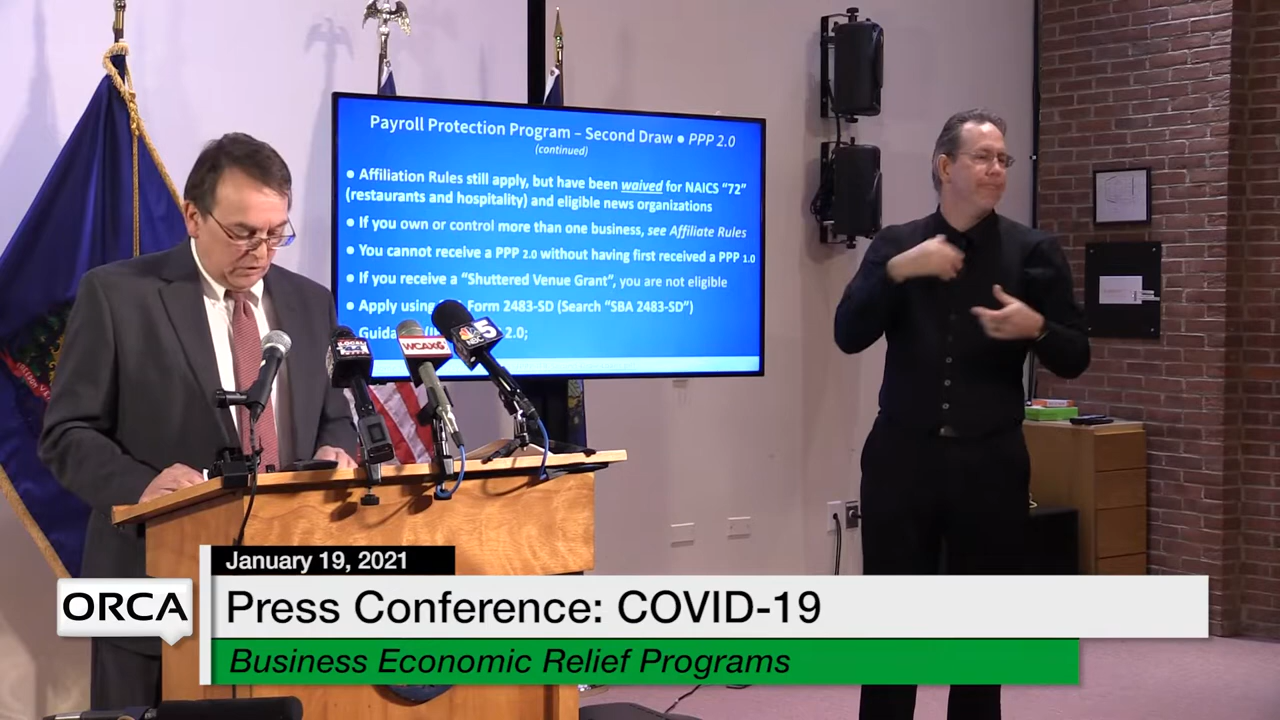 Payroll Protection Program – Second Draw ● PPP 2.0
(continued)
● Affiliation Rules still apply, but have been waived for NAICS “72”
(restaurants and hospitality) and eligible news organizations
● If you own or control more than one business, see Affiliate Rules
● You cannot receive a PPP 2.0 without having first received a PPP 1.0
● If you receive a “Shuttered Venue Grant”, you are not eligible
● Apply using Form 2483-SD (Search “SBA 2483-SD”)
2.0;
LOCAL
44
WCAX
NBC 5
January 19, 2021
ORCA
Press Conference: COVID-19
Business Economic Relief Programs